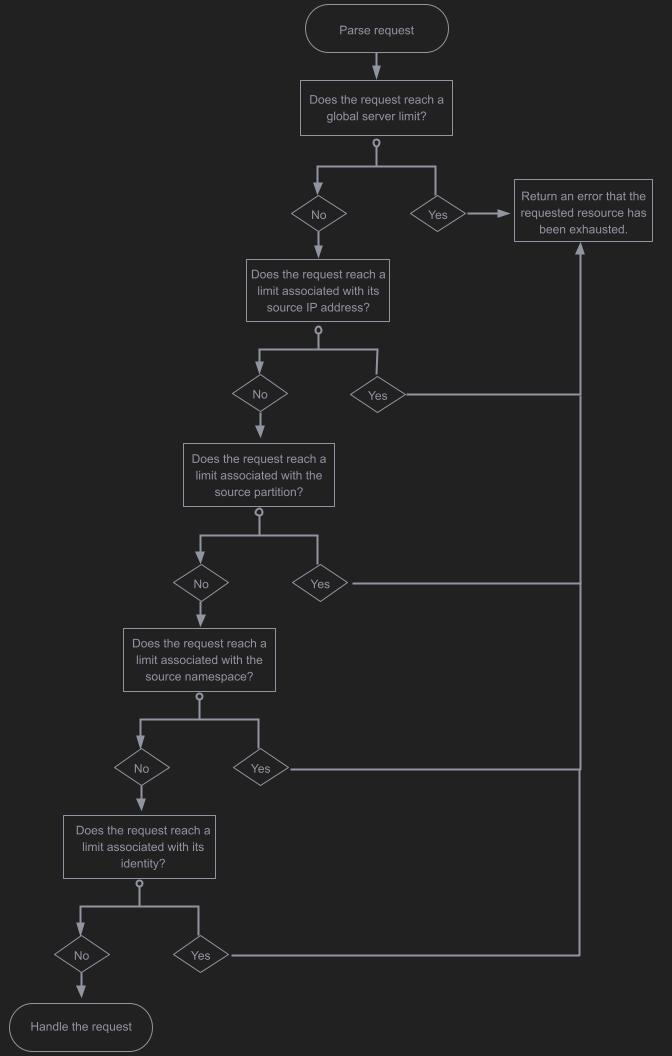 Parse request
Does the request reach a
global server limit?
No
Yes
Return an error that the
requested resource has
been exhausted.
Does the request reach a
limit associated with its
source IP address?
No
Yes
Does the request reach a
limit associated with the
source partition?
No
Yes
Does the request reach a
limit associated with the
source namespace?
No
Yes
Does the request reach a
limit associated with its
identity?
No
Yes
Handle the request